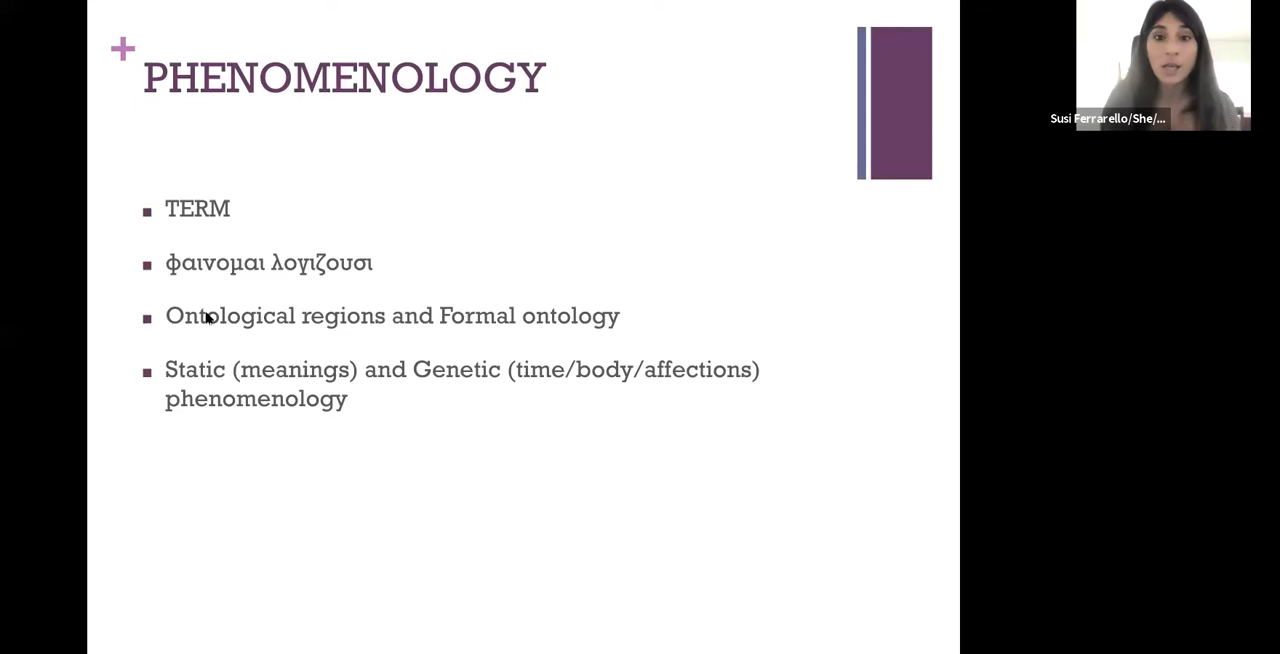 PHENOMENOLOGY
TERM
φαινομαι λογιζουσι
Ontological regions and Formal ontology
Static (meanings) and Genetic (time/body/affections)
phenomenology
Susi Ferrarello/She/...